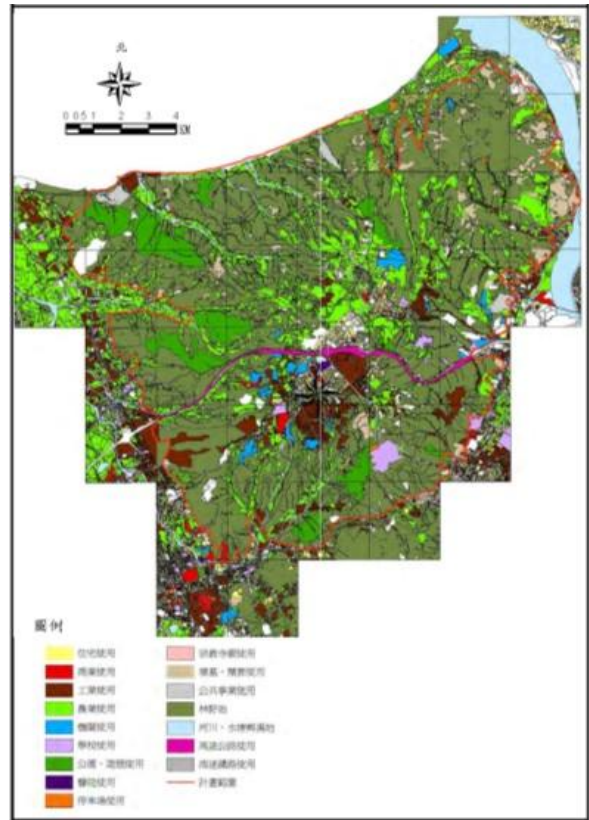 北
0 0.5 1 2 3 4
KM
圖例
住宅使用
商業使用
工業使用
農業使用
機關使用
學校使用
公園、遊憩使用
醫院使用
停車場使用
宗教寺廟使用
墳墓、殯葬使用
公共事業使用
林野地
河川、水塘與濕地
高速公路使用
高速鐵路使用
計畫範圍